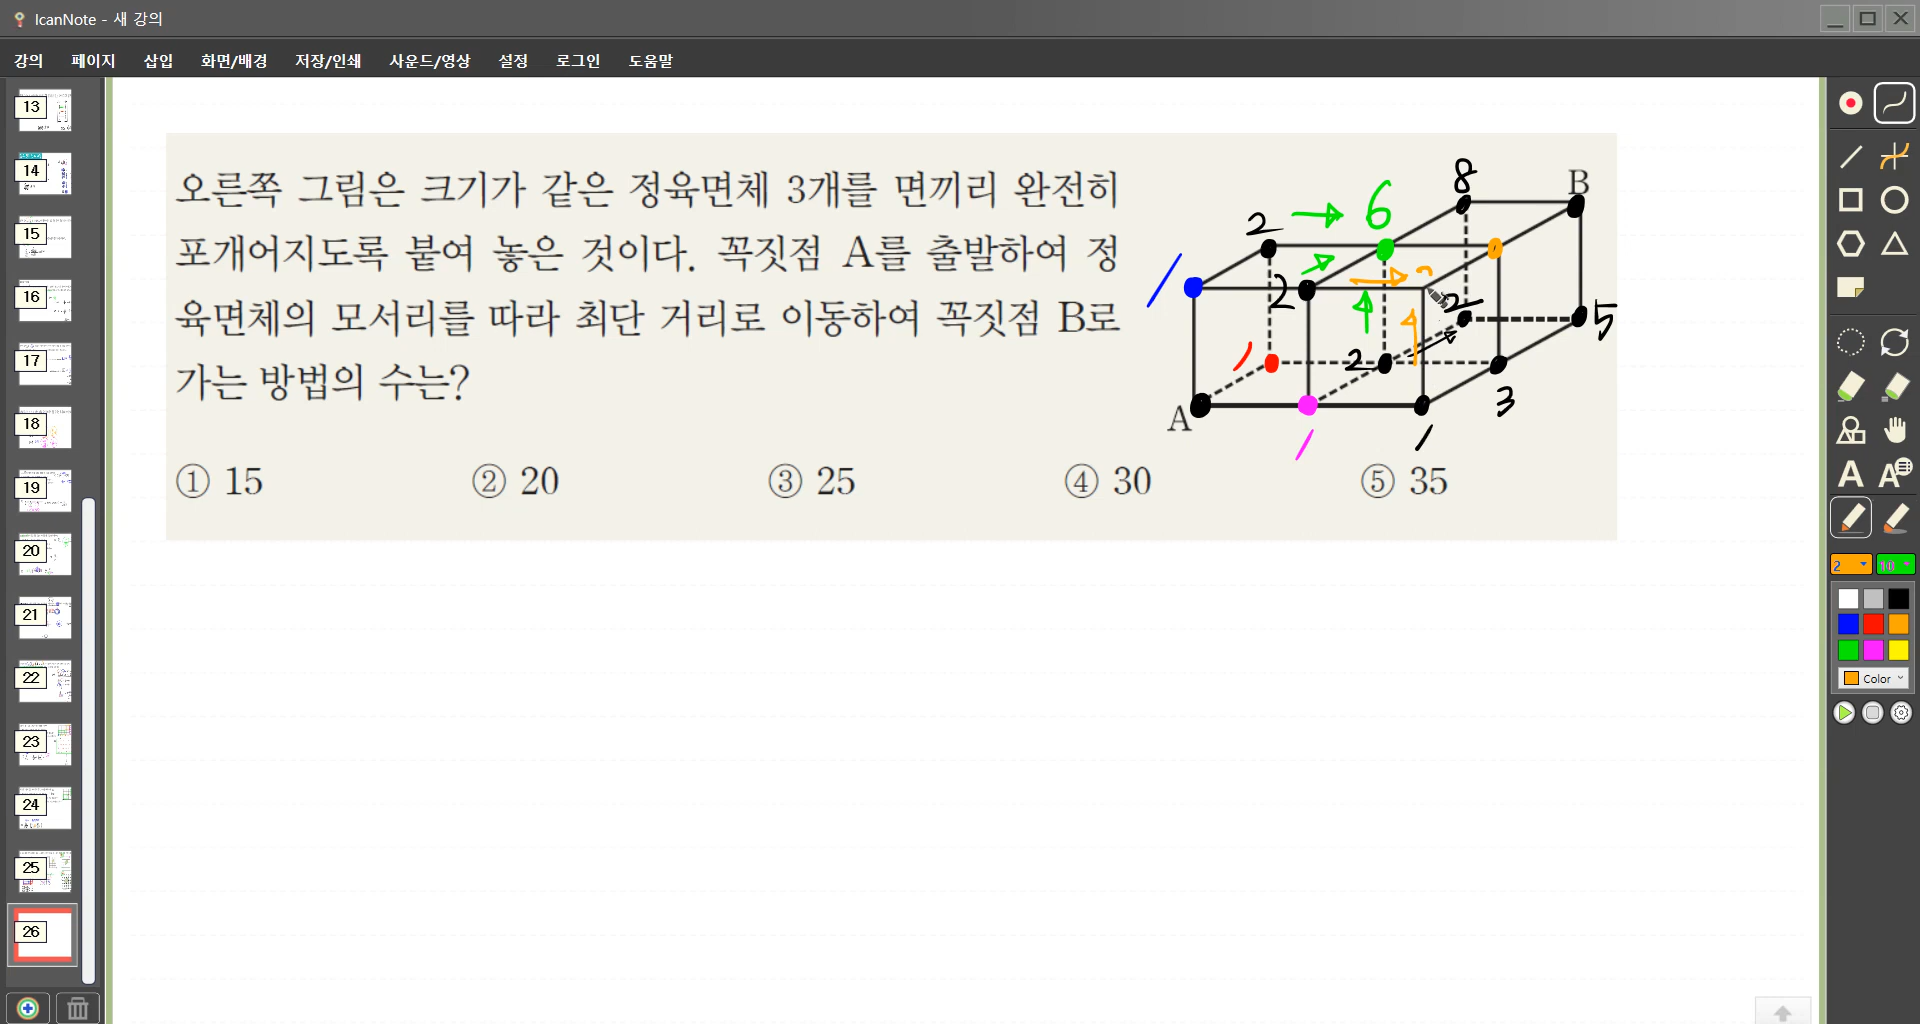 IcanNote - 새 강의
강의 페이지 삽입 화면/배경 저장/인쇄 사운드/영상 설정 로그인 도움말
13
14
15
16
17
18
19
20
21
22
23
24
25
26
오른쪽 그림은 크기가 같은 정육면체 3개를 면끼리 완전히
포개어지도록 붙여 놓은 것이다. 꼭짓점 A를 출발하여 정
육면체의 모서리를 따라 최단 거리로 이동하여 꼭짓점 B로
가는 방법의 수는?
① 15 ② 20 ③ 25 ④ 30 ⑤ 35
8 B
2 → 6
1 2 2 5
1 2 3
A
1 1
A A
2 10
Color